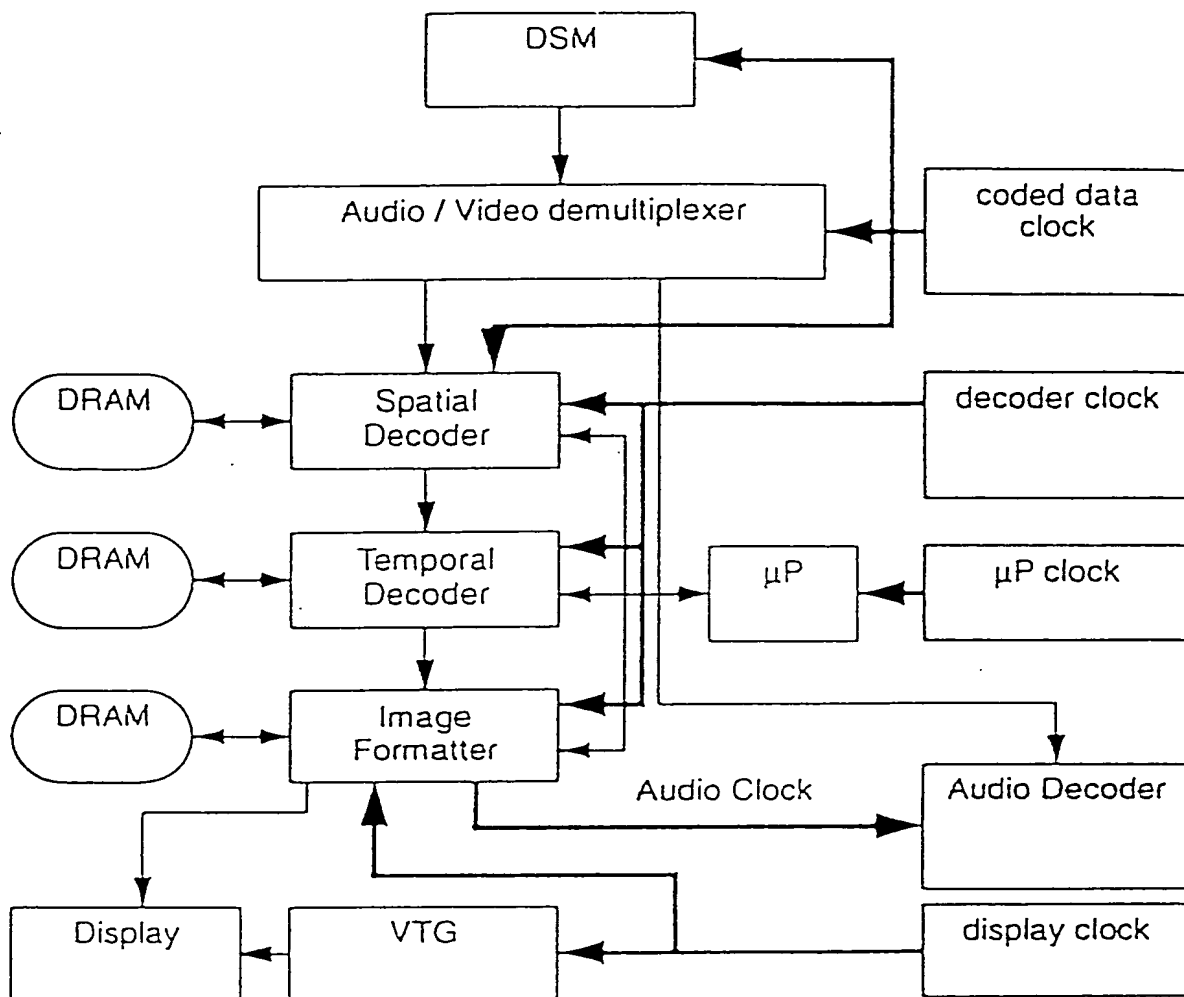 DSM
Audio / Video demultiplexer
coded data
clock
DRAM
Spatial
Decoder
decoder clock
DRAM
Temporal
Decoder
μP
μP clock
DRAM
Image
Formatter
Audio Clock
Audio Decoder
Display
VTG
display clock